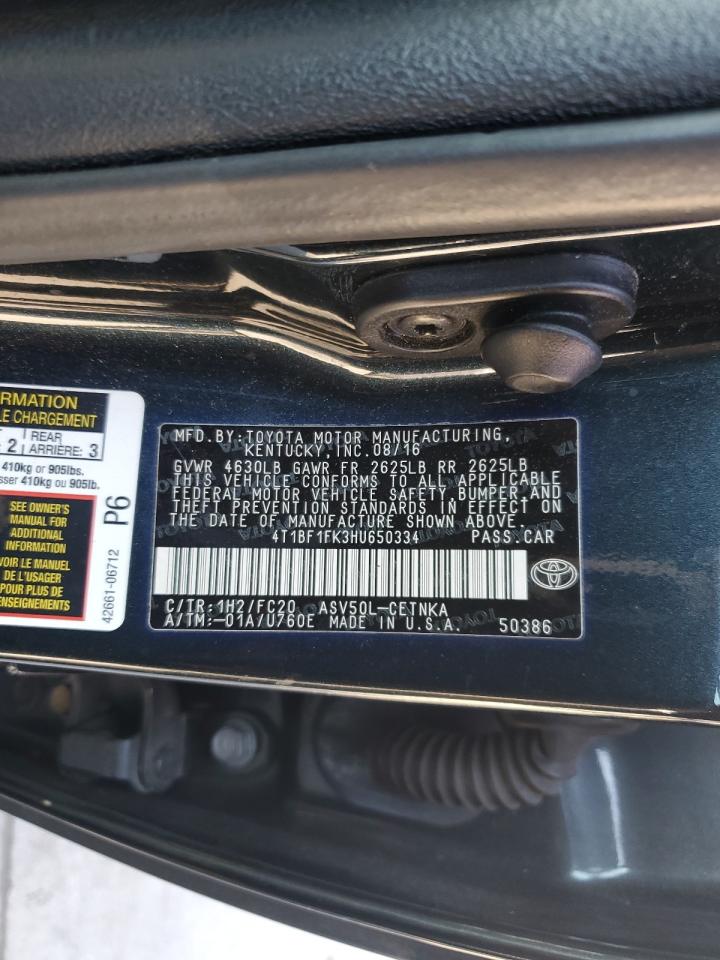 RMATION
LE CHARGEMENT
2 REAR ARRIÈRE: 3
410kg or 905lbs.
sser 410kg ou 905lb.
SEE OWNER'S
MANUAL FOR
ADDITIONAL
INFORMATION
DE L'USAGER
POUR PLUS DE
ENSEIGNEMENTS
P6
42661-06712
MFD.BY:TOYOTA MOTOR MANUFACTURING,
KENTUCKY, INC.08/16
GVWR 4630LB GAWR FR 2625LB RR 2625LB
THIS VEHICLE CONFORMS TO ALL APPLICABLE
FEDERAL MOTOR VEHICLE SAFETY, BUMPER, AND
THEFT PREVENTION STANDARDS IN EFFECT ON
THE DATE OF MANUFACTURE SHOWN ABOVE.
4T1BF1FK3HU650334 PASS.CAR
C/TR:1H2/FC20 ASV50L-CETNKA
A/TM:-01A/U760E MADE IN U.S.A. 50386